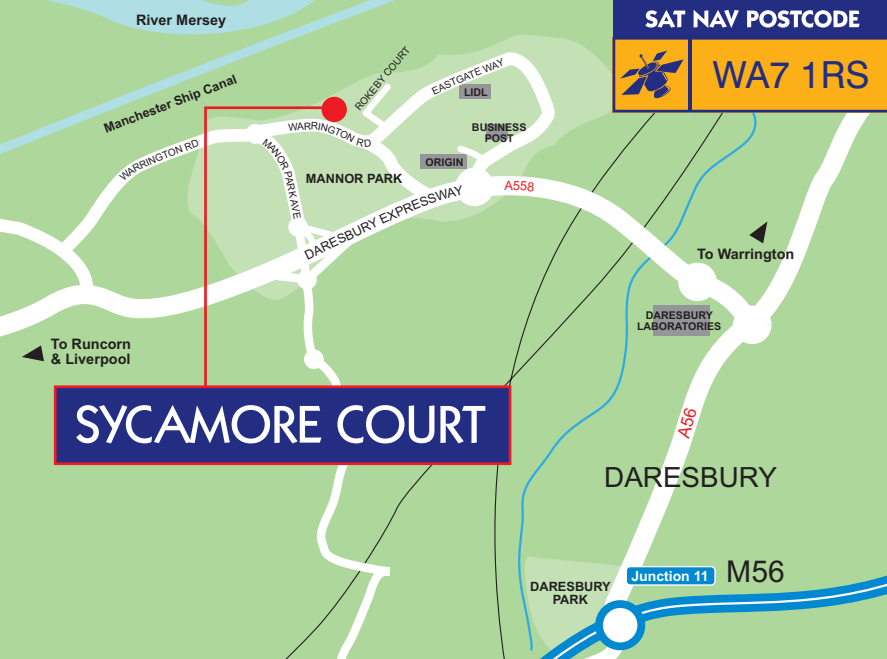 River Mersey
SAT NAV POSTCODE
WA7 1RS
Manchester Ship Canal
ROKEBY COURT
EASTGATE WAY
LIDL
BUSINESS
POST
WARRINGTON RD
WARRINGTON RD
MANOR PARK AVE
ORIGIN
MANNOR PARK
A558
DARESBURY EXPRESSWAY
To Warrington
DARESBURY
LABORATORIES
To Runcorn
& Liverpool
SYCAMORE COURT
A56
DARESBURY
Junction 11
M56
DARESBURY
PARK